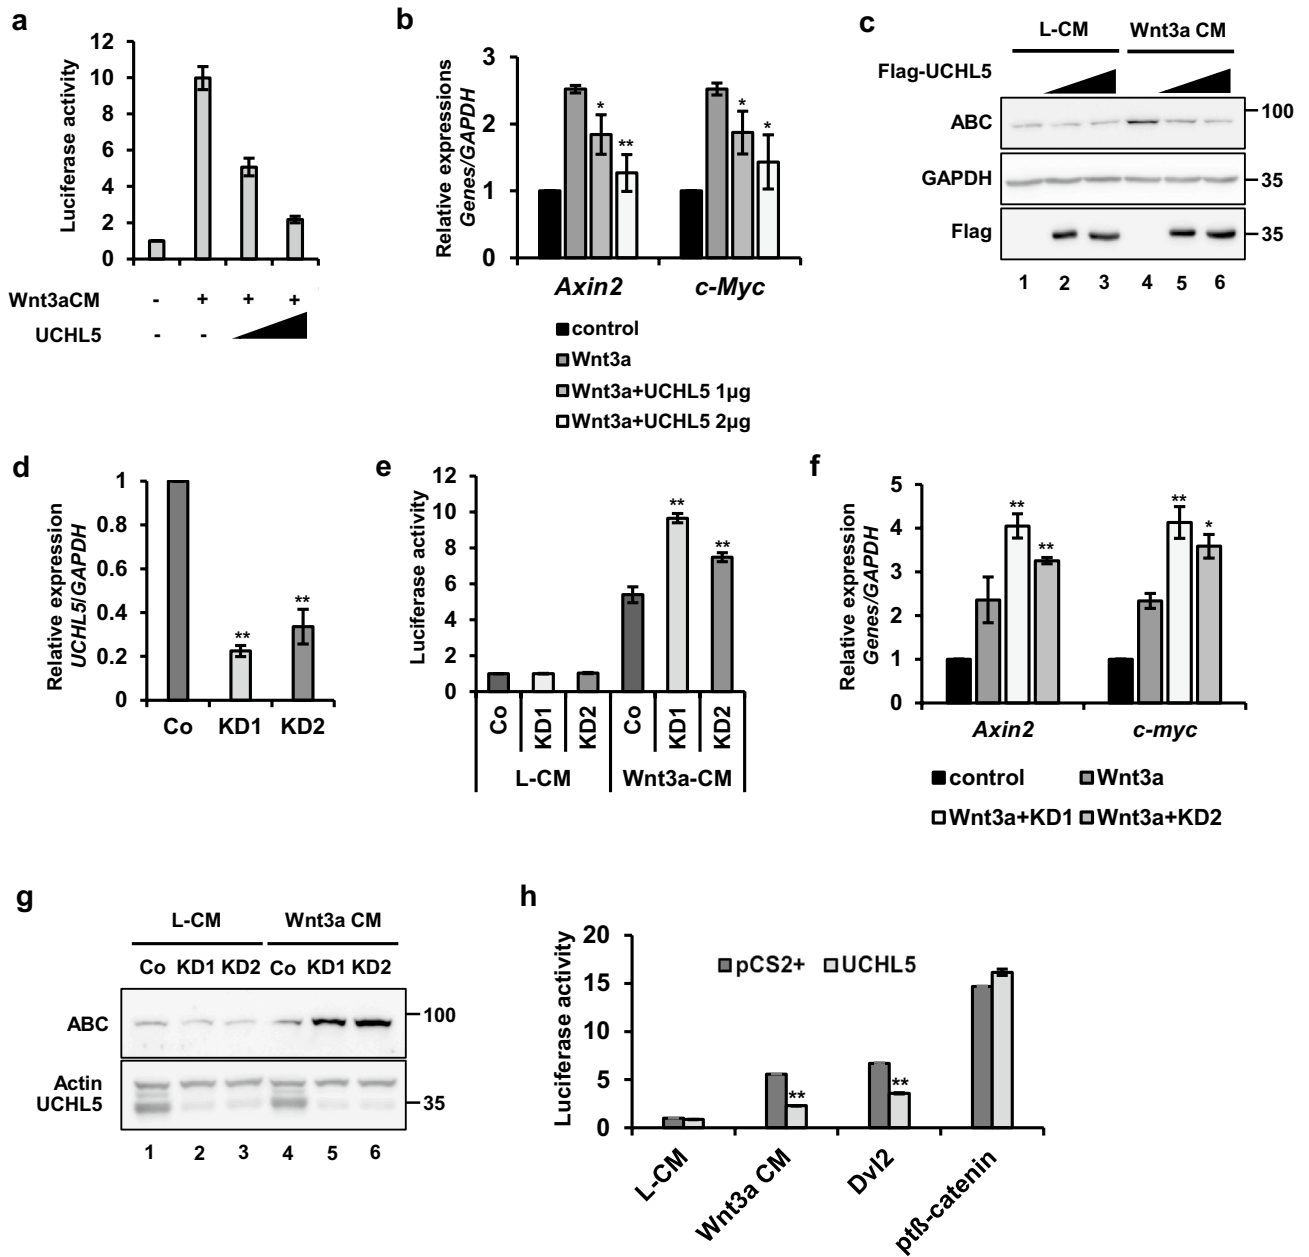 a
Luciferase activity
12
10
8
6
4
2
0
Wnt3aCM - + + +
UCHL5 - -
b
Relative expressions
Genes/GAPDH
3
2
1
0
* ** * *
Axin2 c-Myc
control
Wnt3a
Wnt3a+UCHL5 1µg
Wnt3a+UCHL5 2µg
c
L-CM Wnt3a CM
Flag-UCHL5
ABC 100
GAPDH 35
Flag 35
1 2 3 4 5 6
d
Relative expression
UCHL5/GAPDH
1
0.8
0.6
0.4
0.2
0
** **
Co KD1 KD2
e
Luciferase activity
12
10
8
6
4
2
0
** **
Co KD1 KD2 Co KD1 KD2
L-CM Wnt3a-CM
f
Relative expression
Genes/GAPDH
5
4
3
2
1
0
** ** ** *
Axin2 c-myc
control Wnt3a
Wnt3a+KD1 Wnt3a+KD2
g
L-CM Wnt3a CM
Co KD1 KD2 Co KD1 KD2
ABC 100
Actin
UCHL5 35
1 2 3 4 5 6
h
Luciferase activity
20
15
10
5
0
pCS2+ UCHL5
** **
L-CM Wnt3a CM Dvl2 ptß-catenin